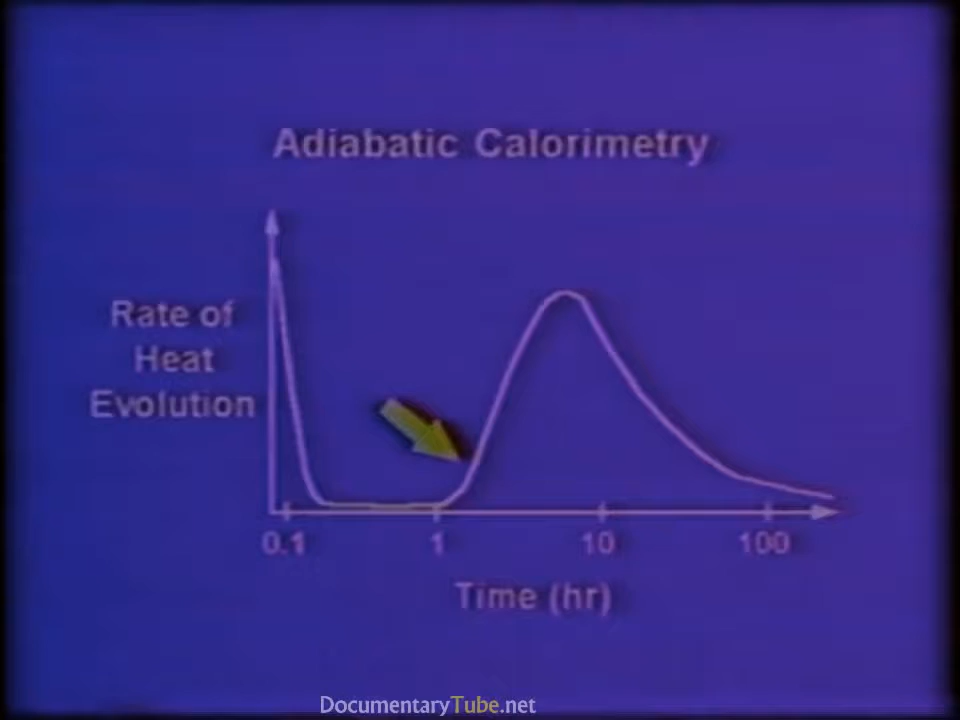 Adiabatic Calorimetry
Rate of
Heat
Evolution
0.1
1
10
100
Time (hr)
DocumentaryTube.net